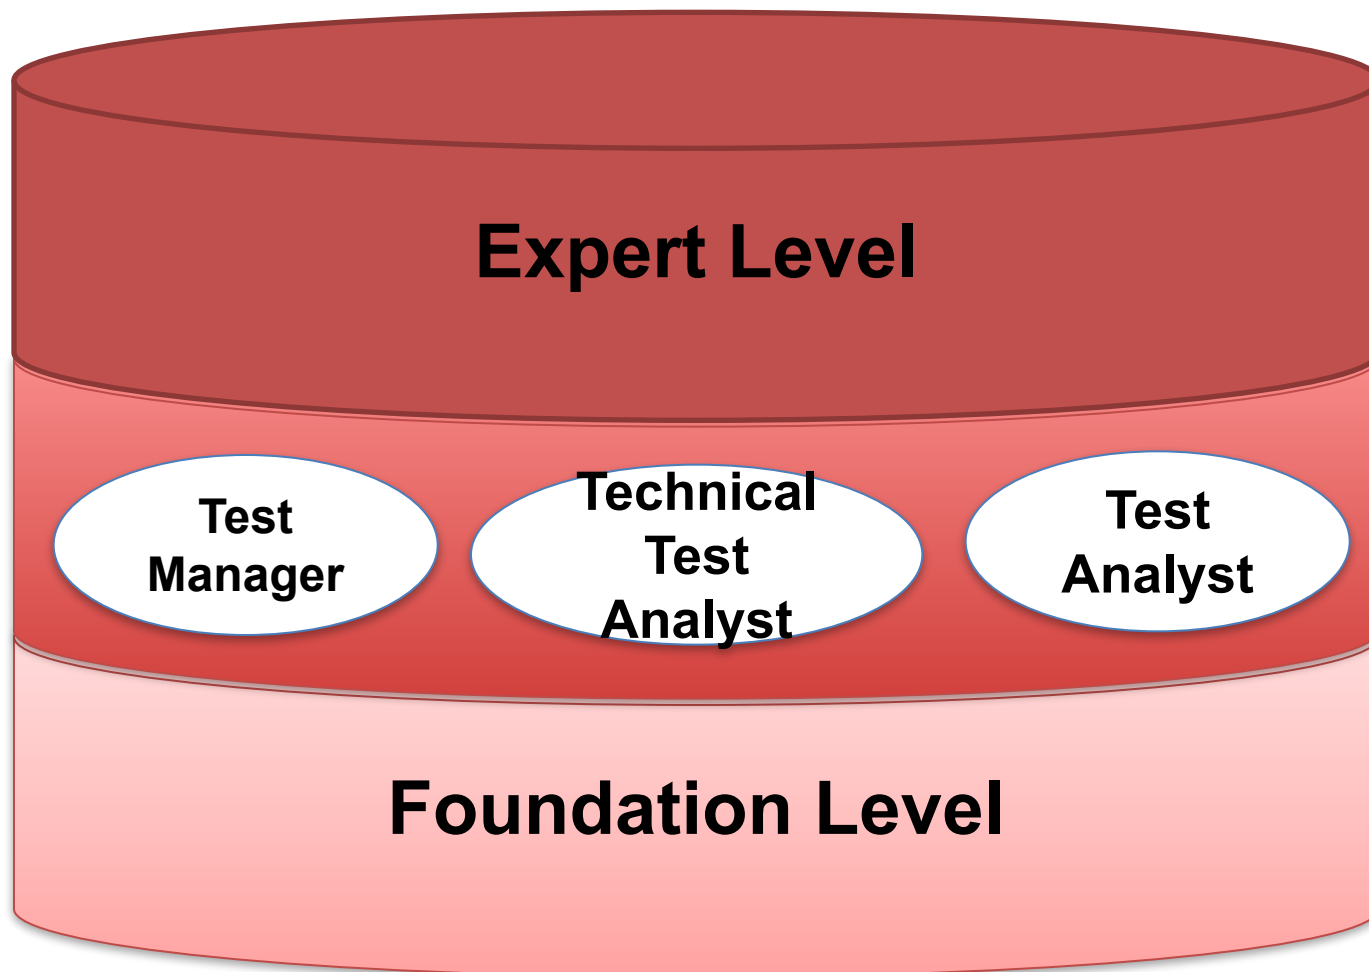 Expert Level
Test
Manager
Technical
Test
Analyst
Test
Analyst
Foundation Level